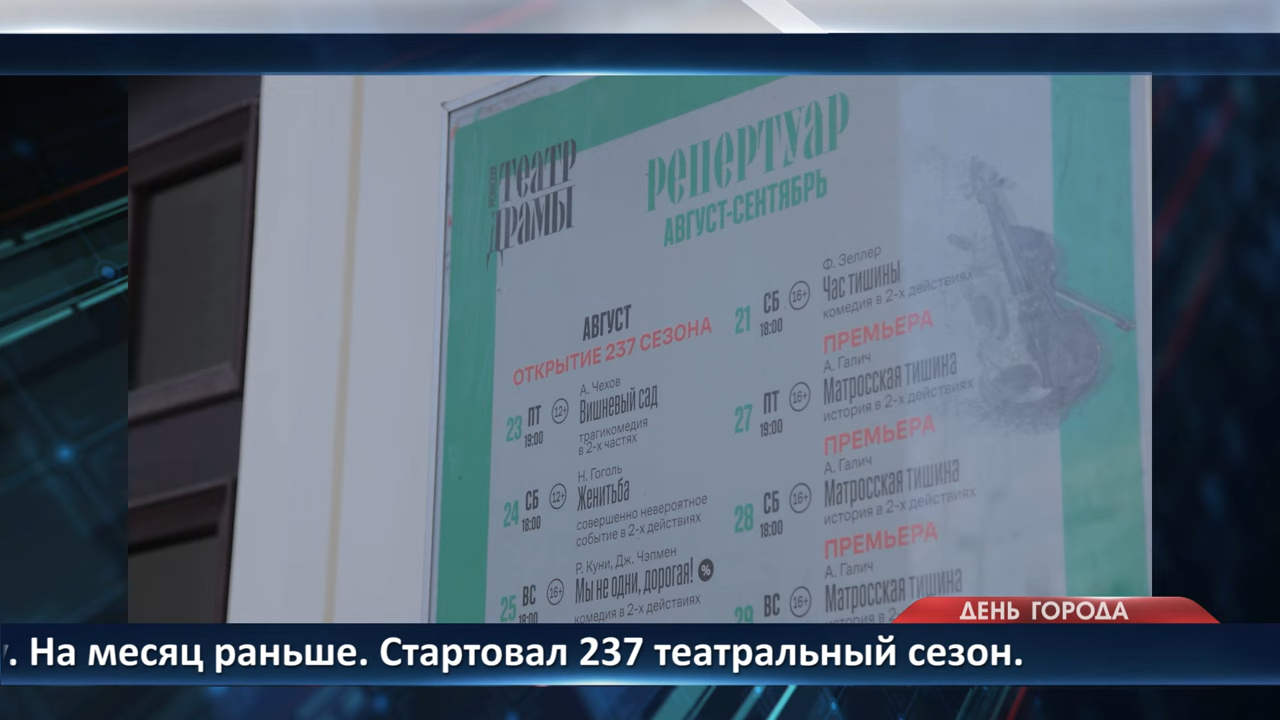 ТЕАТР
ДРАМЫ
РЕПЕРТУАР
АВГУСТ-СЕНТЯБРЬ
АВГУСТ
ОТКРЫТИЕ 237 СЕЗОНА
23 ПТ 19:00 12+
А. Чехов
Вишневый сад
трагикомедия
в 2-х частях
24 СБ 18:00 12+
Н. Гоголь
Женитьба
совершенно невероятное
событие в 2-х действиях
25 ВС 18:00 16+
Р. Куни, Дж. Чэпмен
Мы не одни, дорогая! %
комедия в 2-х действиях
21 СБ 18:00 16+
Ф. Зеллер
Час тишины
комедия в 2-х действиях
ПРЕМЬЕРА
27 ПТ 19:00 16+
А. Галич
Матросская тишина
история в 2-х действиях
ПРЕМЬЕРА
28 СБ 18:00 16+
А. Галич
Матросская тишина
история в 2-х действиях
ПРЕМЬЕРА
29 ВС 16+
А. Галич
Матросская тишина
ДЕНЬ ГОРОДА
. На месяц раньше. Стартовал 237 театральный сезон.